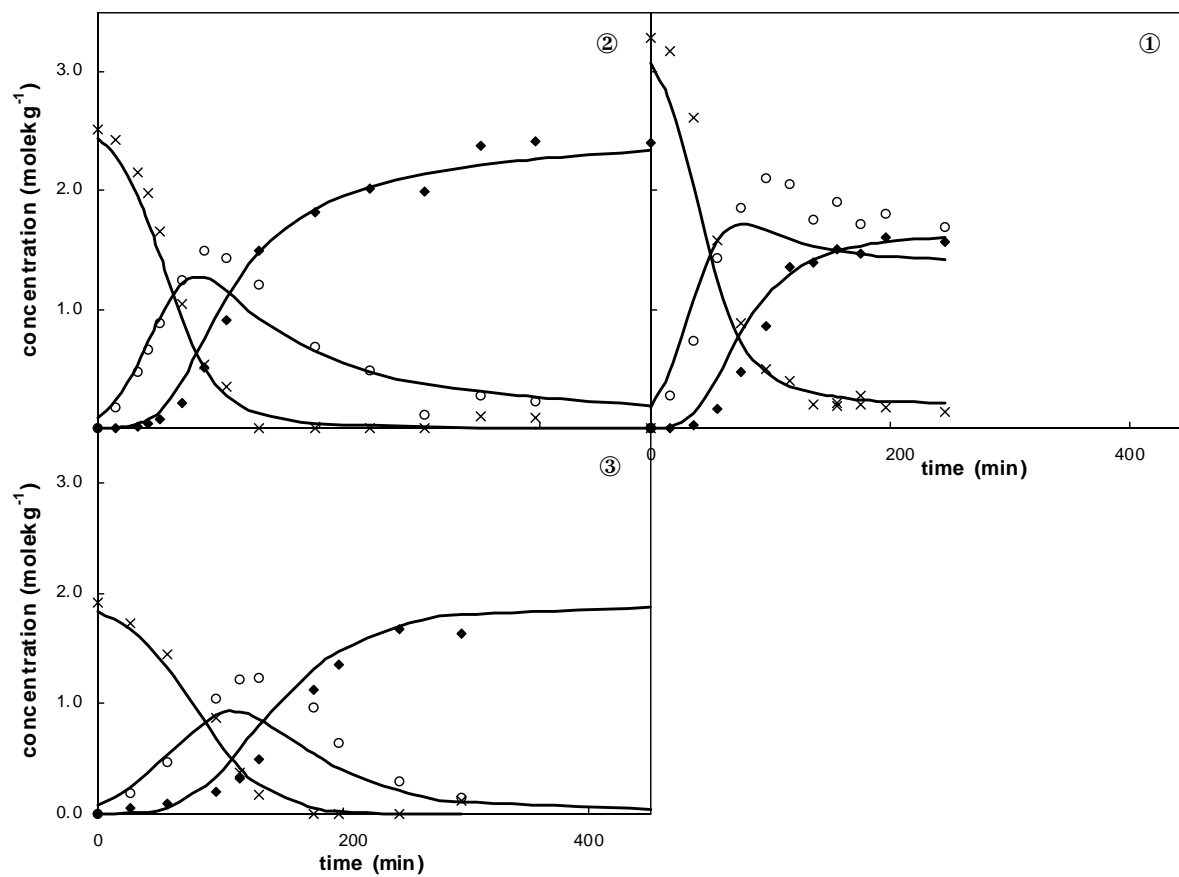 ② ①
3.0
2.0
1.0
concentration (molekg-1)
0 200 400
time (min)
③
3.0
2.0
1.0
0.0
concentration (molekg-1)
0 200 400
time (min)